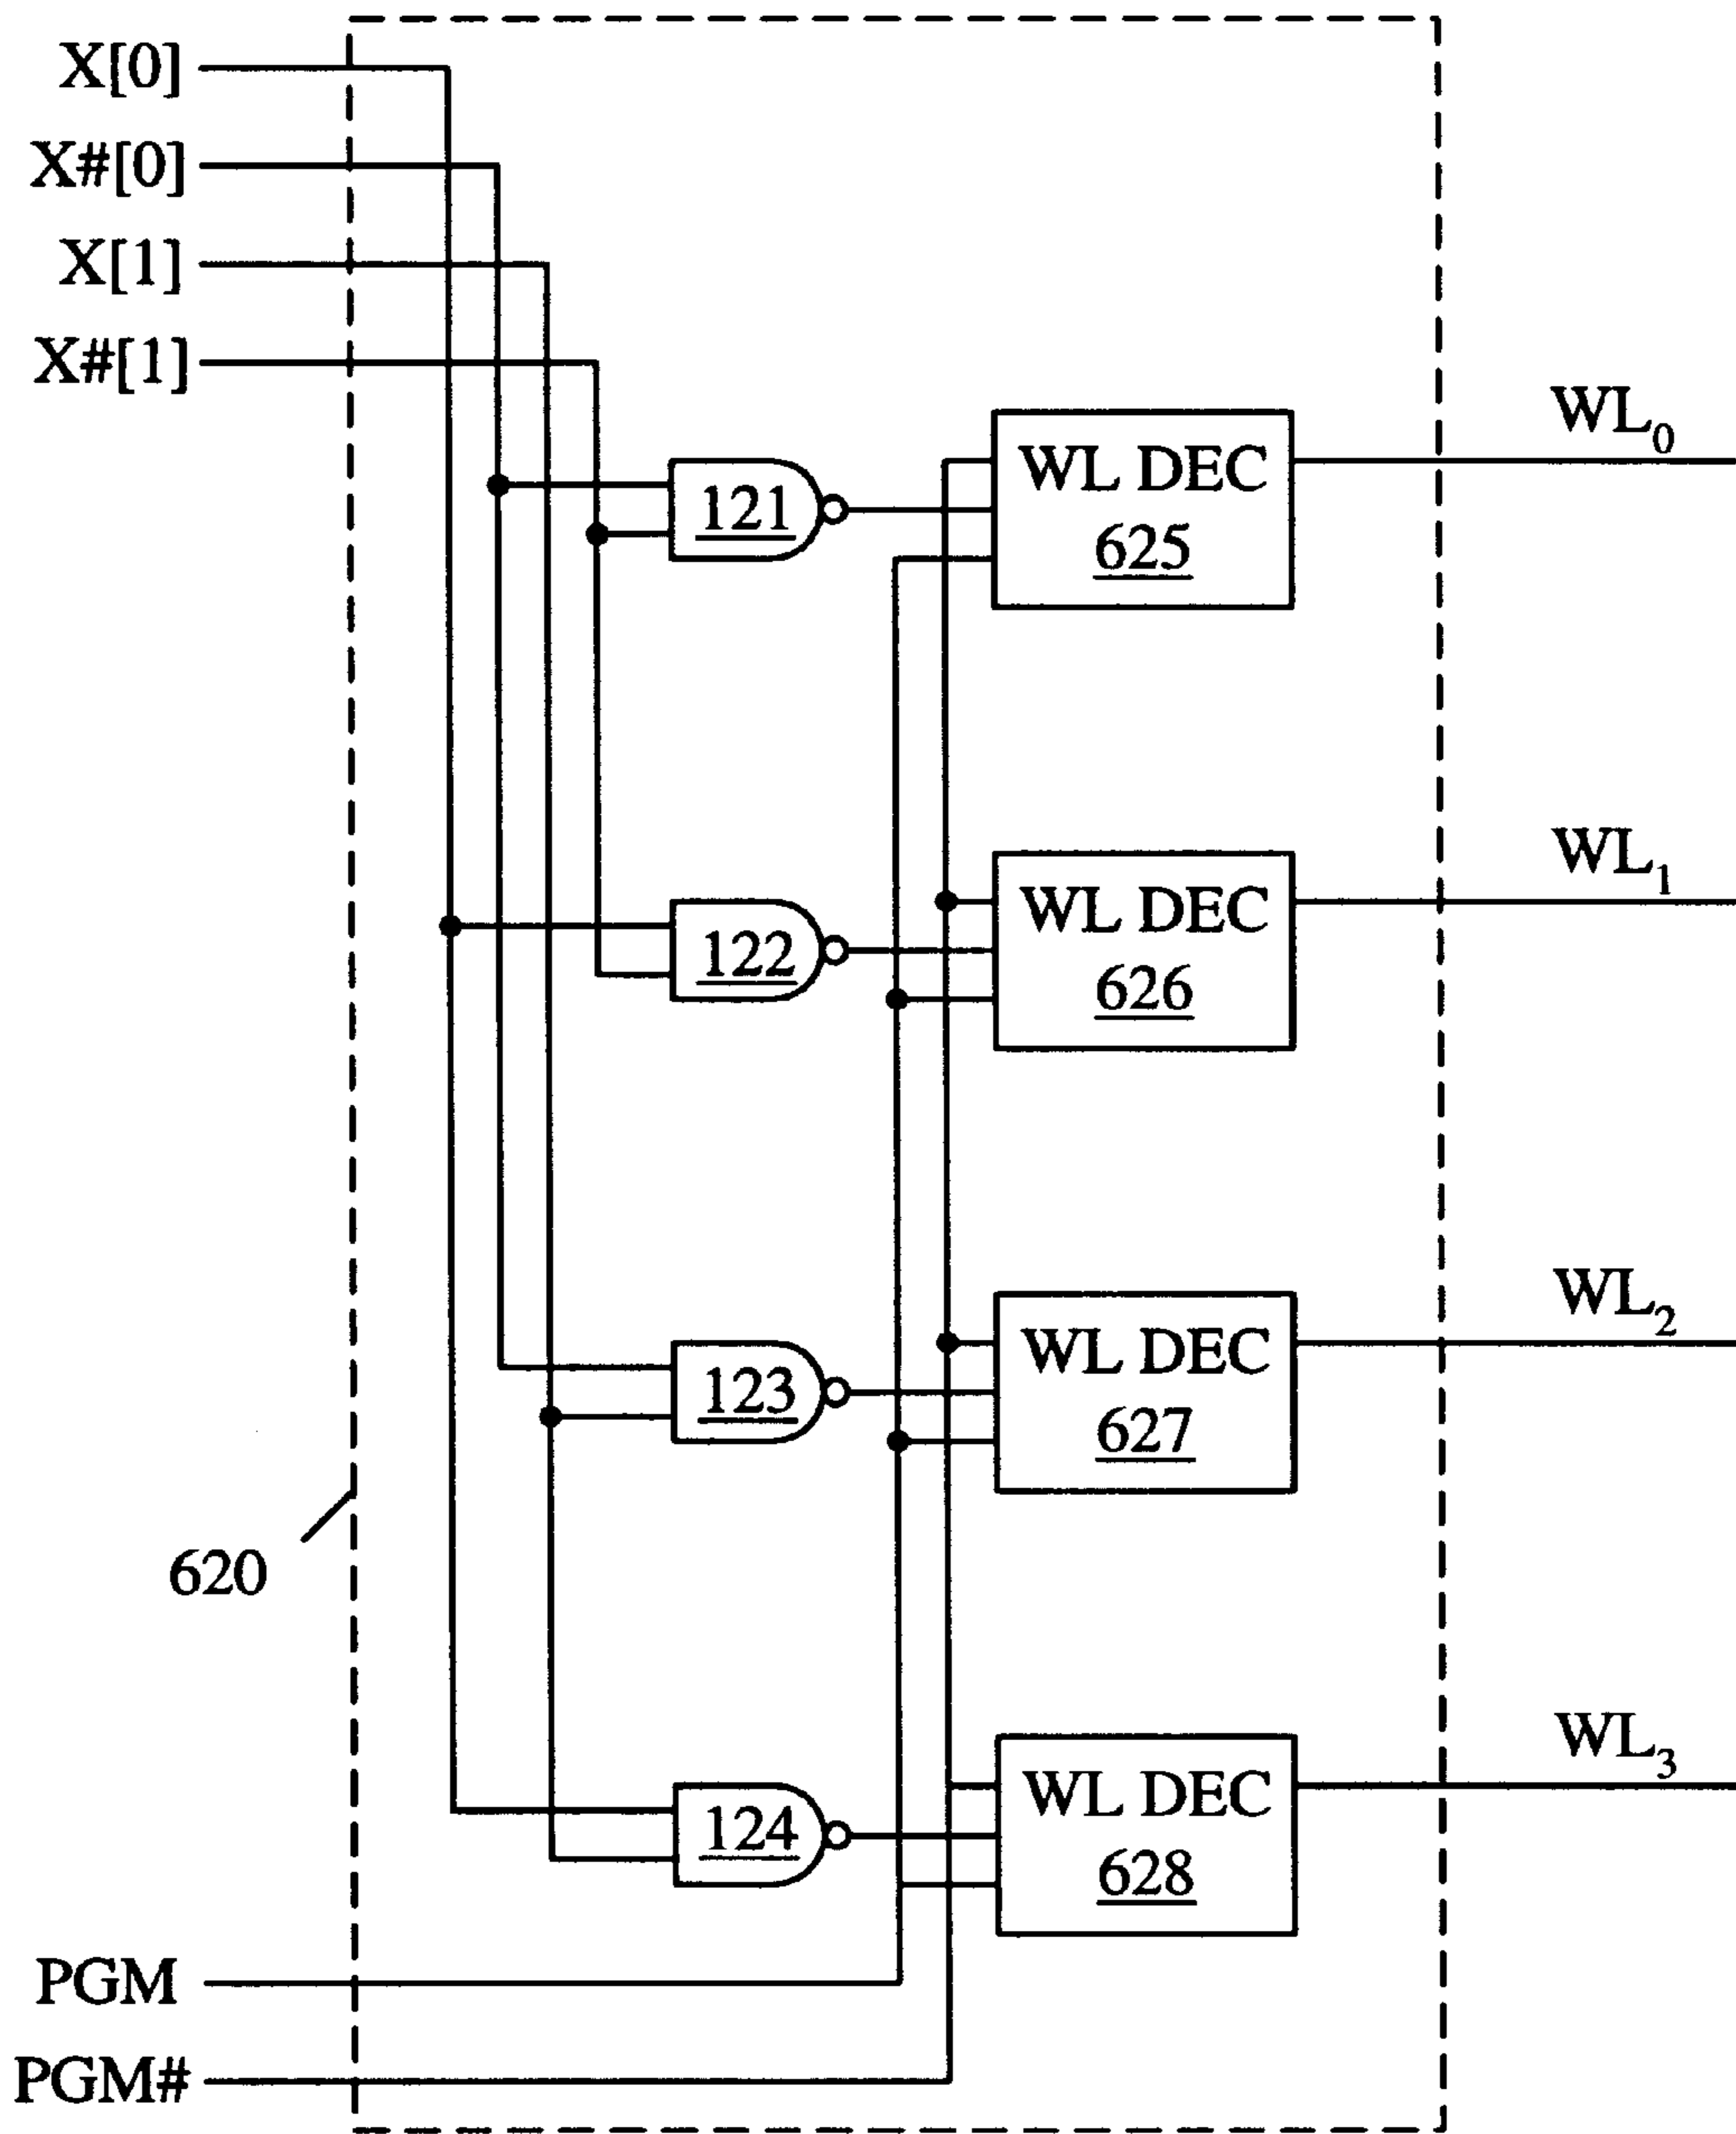 X[0]
X#[0]
X[1]
X#[1]
WL0
121
WL DEC
625
WL1
122
WL DEC
626
WL2
123
WL DEC
627
620
WL3
124
WL DEC
628
PGM
PGM#